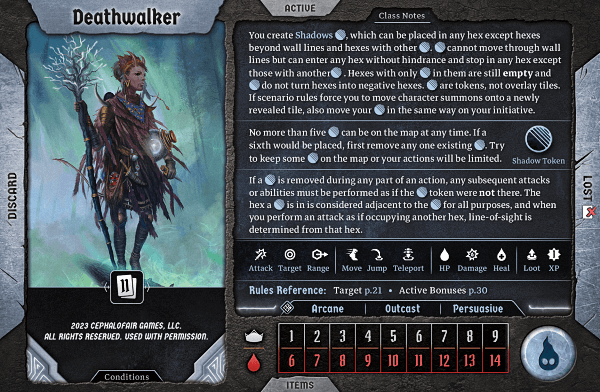 Deathwalker
ACTIVE
Class Notes
You create Shadows , which can be placed in any hex except hexes
beyond wall lines and hexes with other . cannot move through wall
lines but can enter any hex without hindrance and stop in any hex except
those with another . Hexes with only in them are still empty and
do not turn hexes into negative hexes. are tokens, not overlay tiles.
If scenario rules force you to move character summons onto a newly
revealed tile, also move your in the same way on your initiative.
No more than five can be on the map at any time. If a
sixth would be placed, first remove any one existing . Try
to keep some on the map or your actions will be limited.
Shadow Token
If a is removed during any part of an action, any subsequent attacks
or abilities must be performed as if the token were not there. The
hex a is in is considered adjacent to the for all purposes, and when
you perform an attack as if occupying another hex, line-of-sight is
determined from that hex.
Attack Target Range Move Jump Teleport HP Damage Heal Loot XP
Rules Reference: Target p.21 • Active Bonuses p.30
Arcane Outcast Persuasive
1 2 3 4 5 6 7 8 9
6 7 8 9 10 11 12 13 14
DISCARD
LOST
11
2023 CEPHALOFAIR GAMES, LLC.
ALL RIGHTS RESERVED. USED WITH PERMISSION.
Conditions
ITEMS